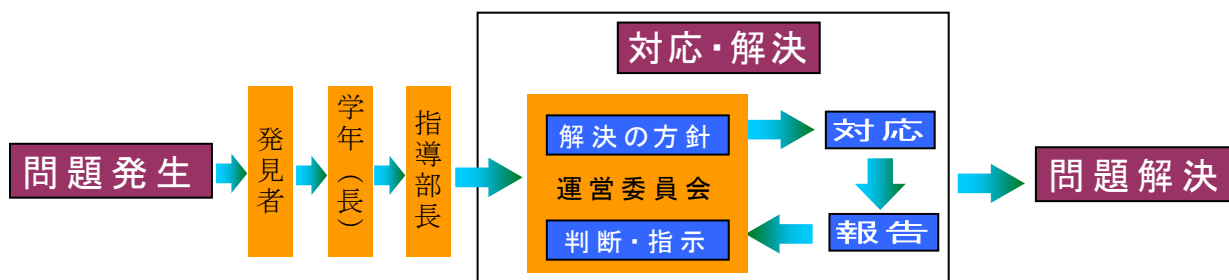 問題発生
発見者
学年（長）
指導部長
対応・解決
解決の方針
運営委員会
判断・指示
対応
報告
問題解決